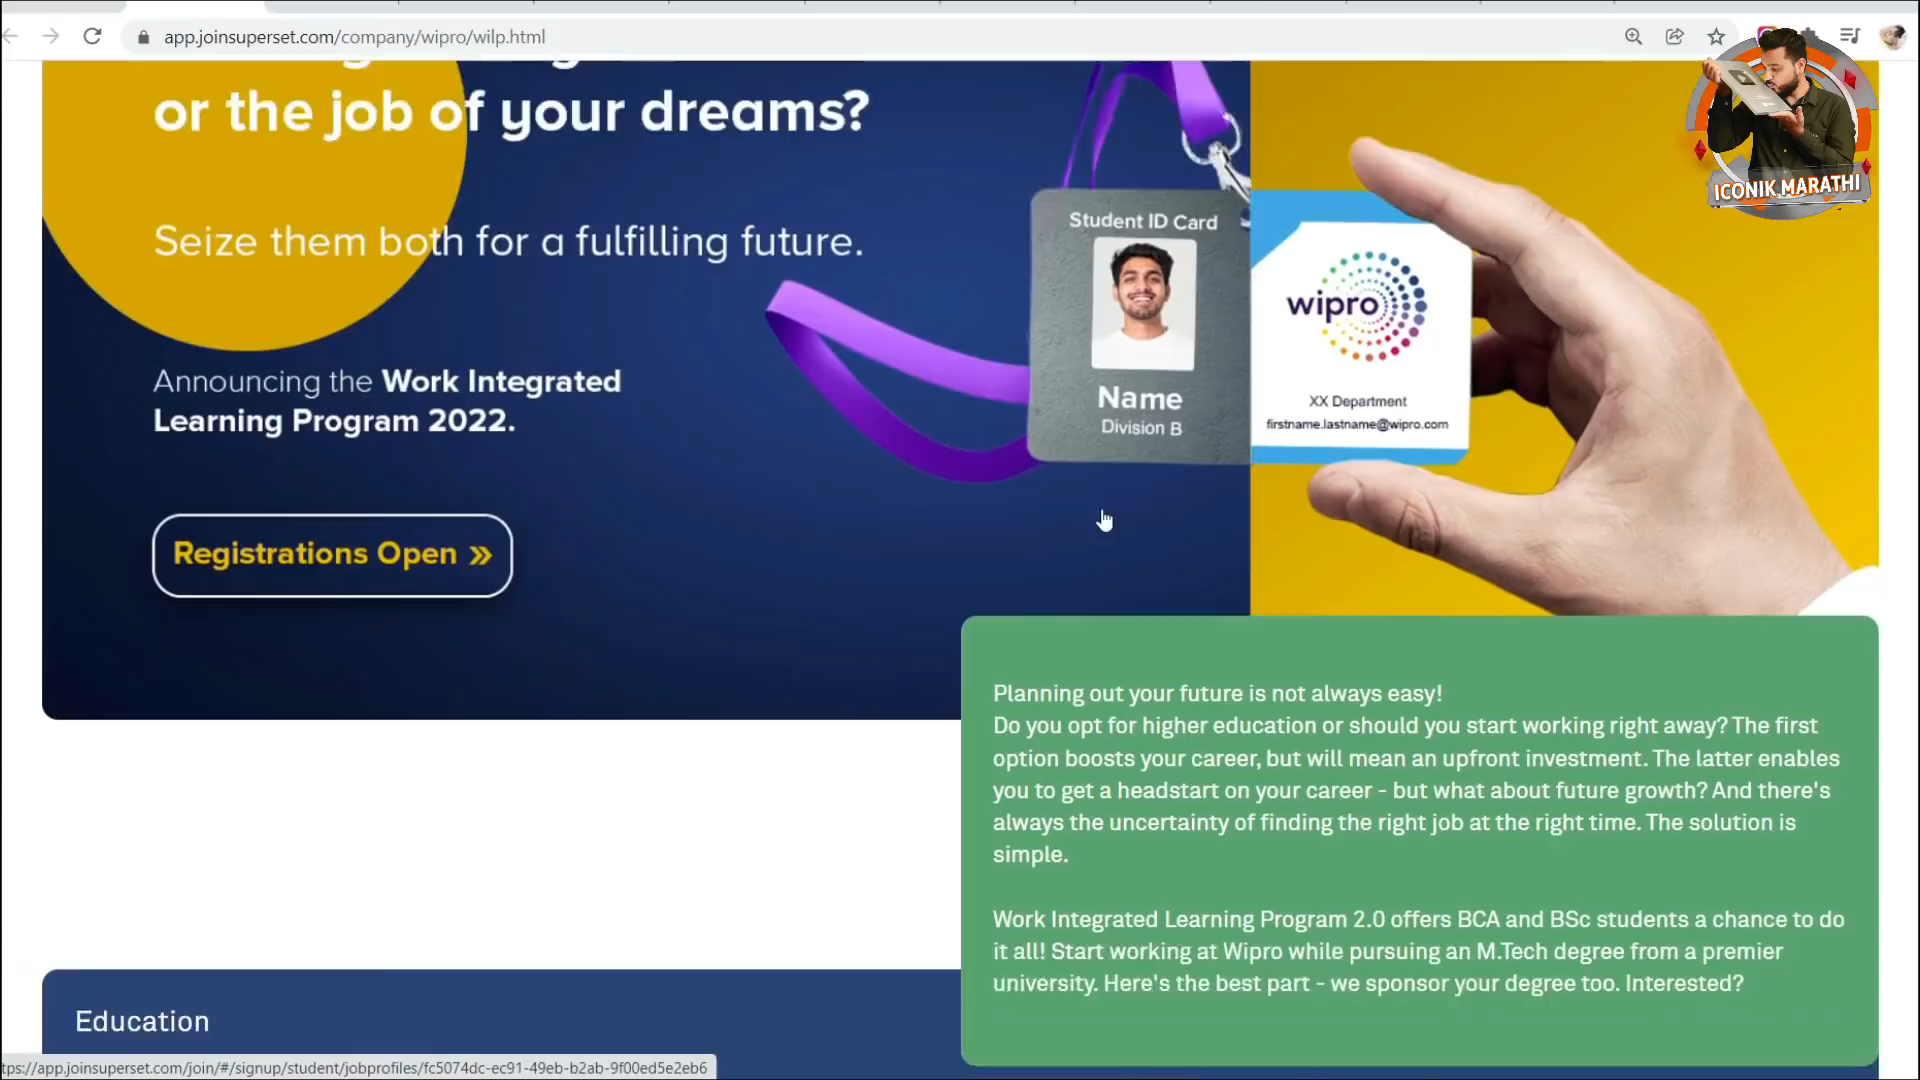 app.joinsuperset.com/company/wipro/wilp.html
ICONIK MARATHI
or the job of your dreams?
Seize them both for a fulfilling future.
Student ID Card
wipro
Name
Division B
XX Department
firstname.lastname@wipro.com
Announcing the Work Integrated
Learning Program 2022.
Registrations Open »
Planning out your future is not always easy!
Do you opt for higher education or should you start working right away? The first
option boosts your career, but will mean an upfront investment. The latter enables
you to get a headstart on your career - but what about future growth? And there's
always the uncertainty of finding the right job at the right time. The solution is
simple.
Work Integrated Learning Program 2.0 offers BCA and BSc students a chance to do
it all! Start working at Wipro while pursuing an M.Tech degree from a premier
university. Here's the best part - we sponsor your degree too. Interested?
Education
tps://app.joinsuperset.com/join/#/signup/student/jobprofiles/fc5074dc-ec91-49eb-b2ab-9f00ed5e2eb6